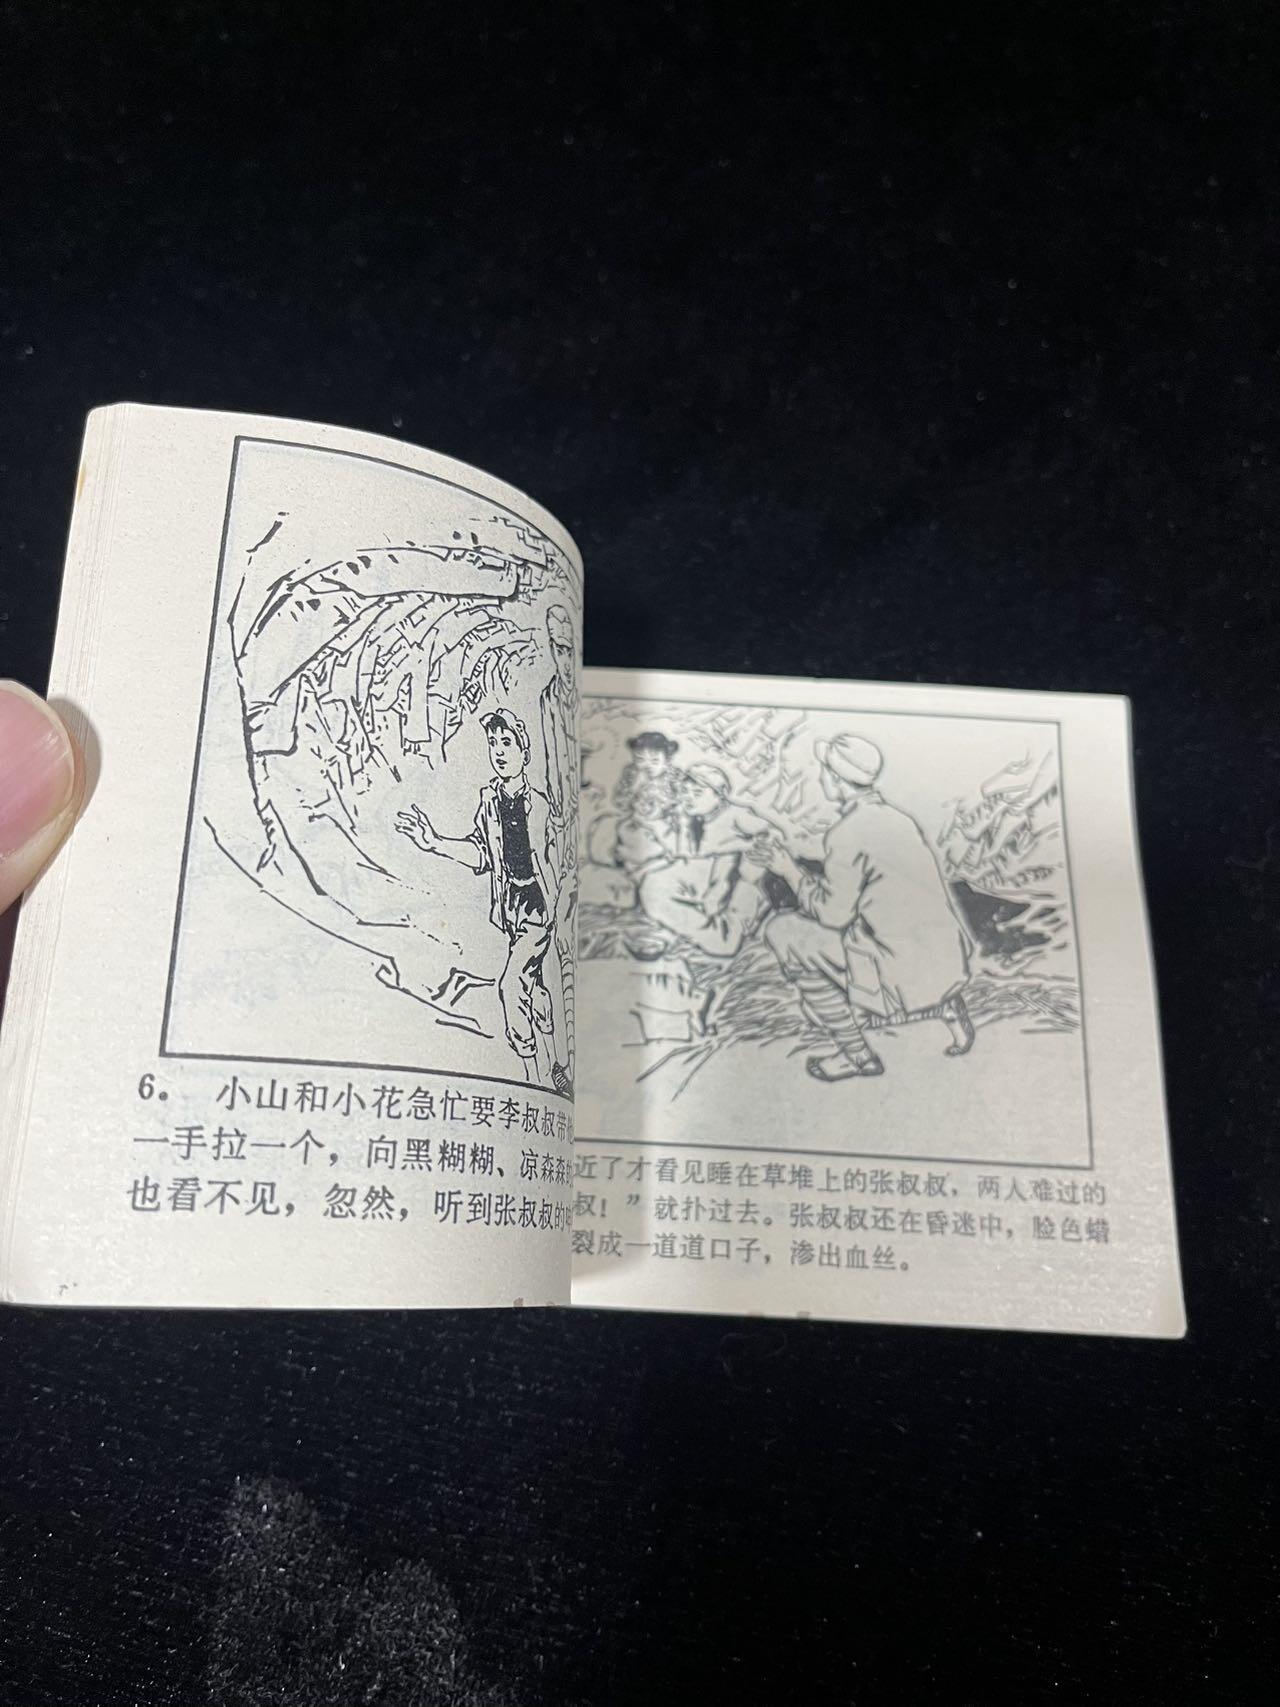 6。 小山和小花急忙要李叔叔带
一手拉一个，向黑糊糊、凉森森
也看不见，忽然，听到张叔叔的
近了才看见睡在草堆上的张叔叔，两人难过的
叔！”就扑过去。张叔叔还在昏迷中，脸色蜡
裂成一道道口子，渗出血丝。